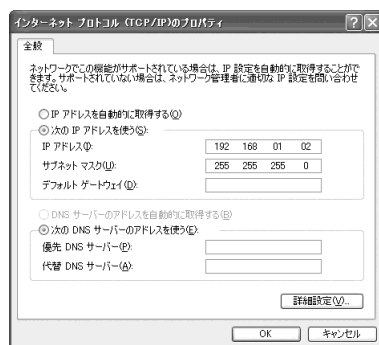 インターネット プロトコル (TCP/IP)のプロパティ
全般
ネットワークでこの機能がサポートされている場合は、IP 設定を自動的に取得することがで
きます。サポートされていない場合は、ネットワーク管理者に適切な IP 設定を問い合わせ
てください。
IP アドレスを自動的に取得する(O)
次の IP アドレスを使う(S):
IP アドレス(I): 192 168 01 02
サブネット マスク(U): 255 255 255 0
デフォルト ゲートウェイ(D):
DNS サーバーのアドレスを自動的に取得する(B)
次の DNS サーバーのアドレスを使う(E):
優先 DNS サーバー(P):
代替 DNS サーバー(A):
詳細設定(V)...
OK キャンセル